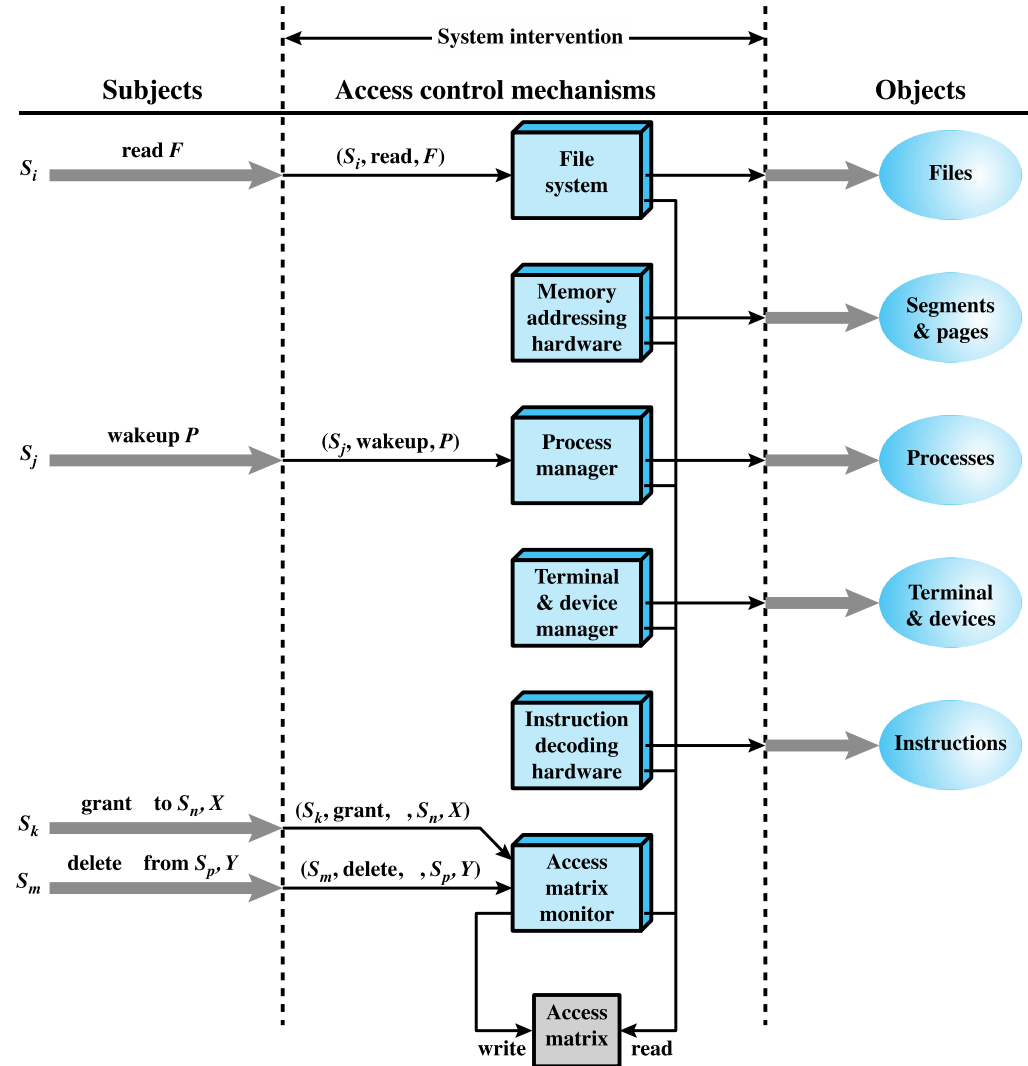 System intervention
Subjects
Access control mechanisms
Objects
S_i
read F
(S_i, read, F)
File
system
Files
Memory
addressing
hardware
Segments
& pages
S_j
wakeup P
(S_j, wakeup, P)
Process
manager
Processes
Terminal
& device
manager
Terminal
& devices
Instruction
decoding
hardware
Instructions
S_k
grant to S_n, X
(S_k, grant, , S_n, X)
S_m
delete from S_p, Y
(S_m, delete, , S_p, Y)
Access
matrix
monitor
Access
matrix
write
read